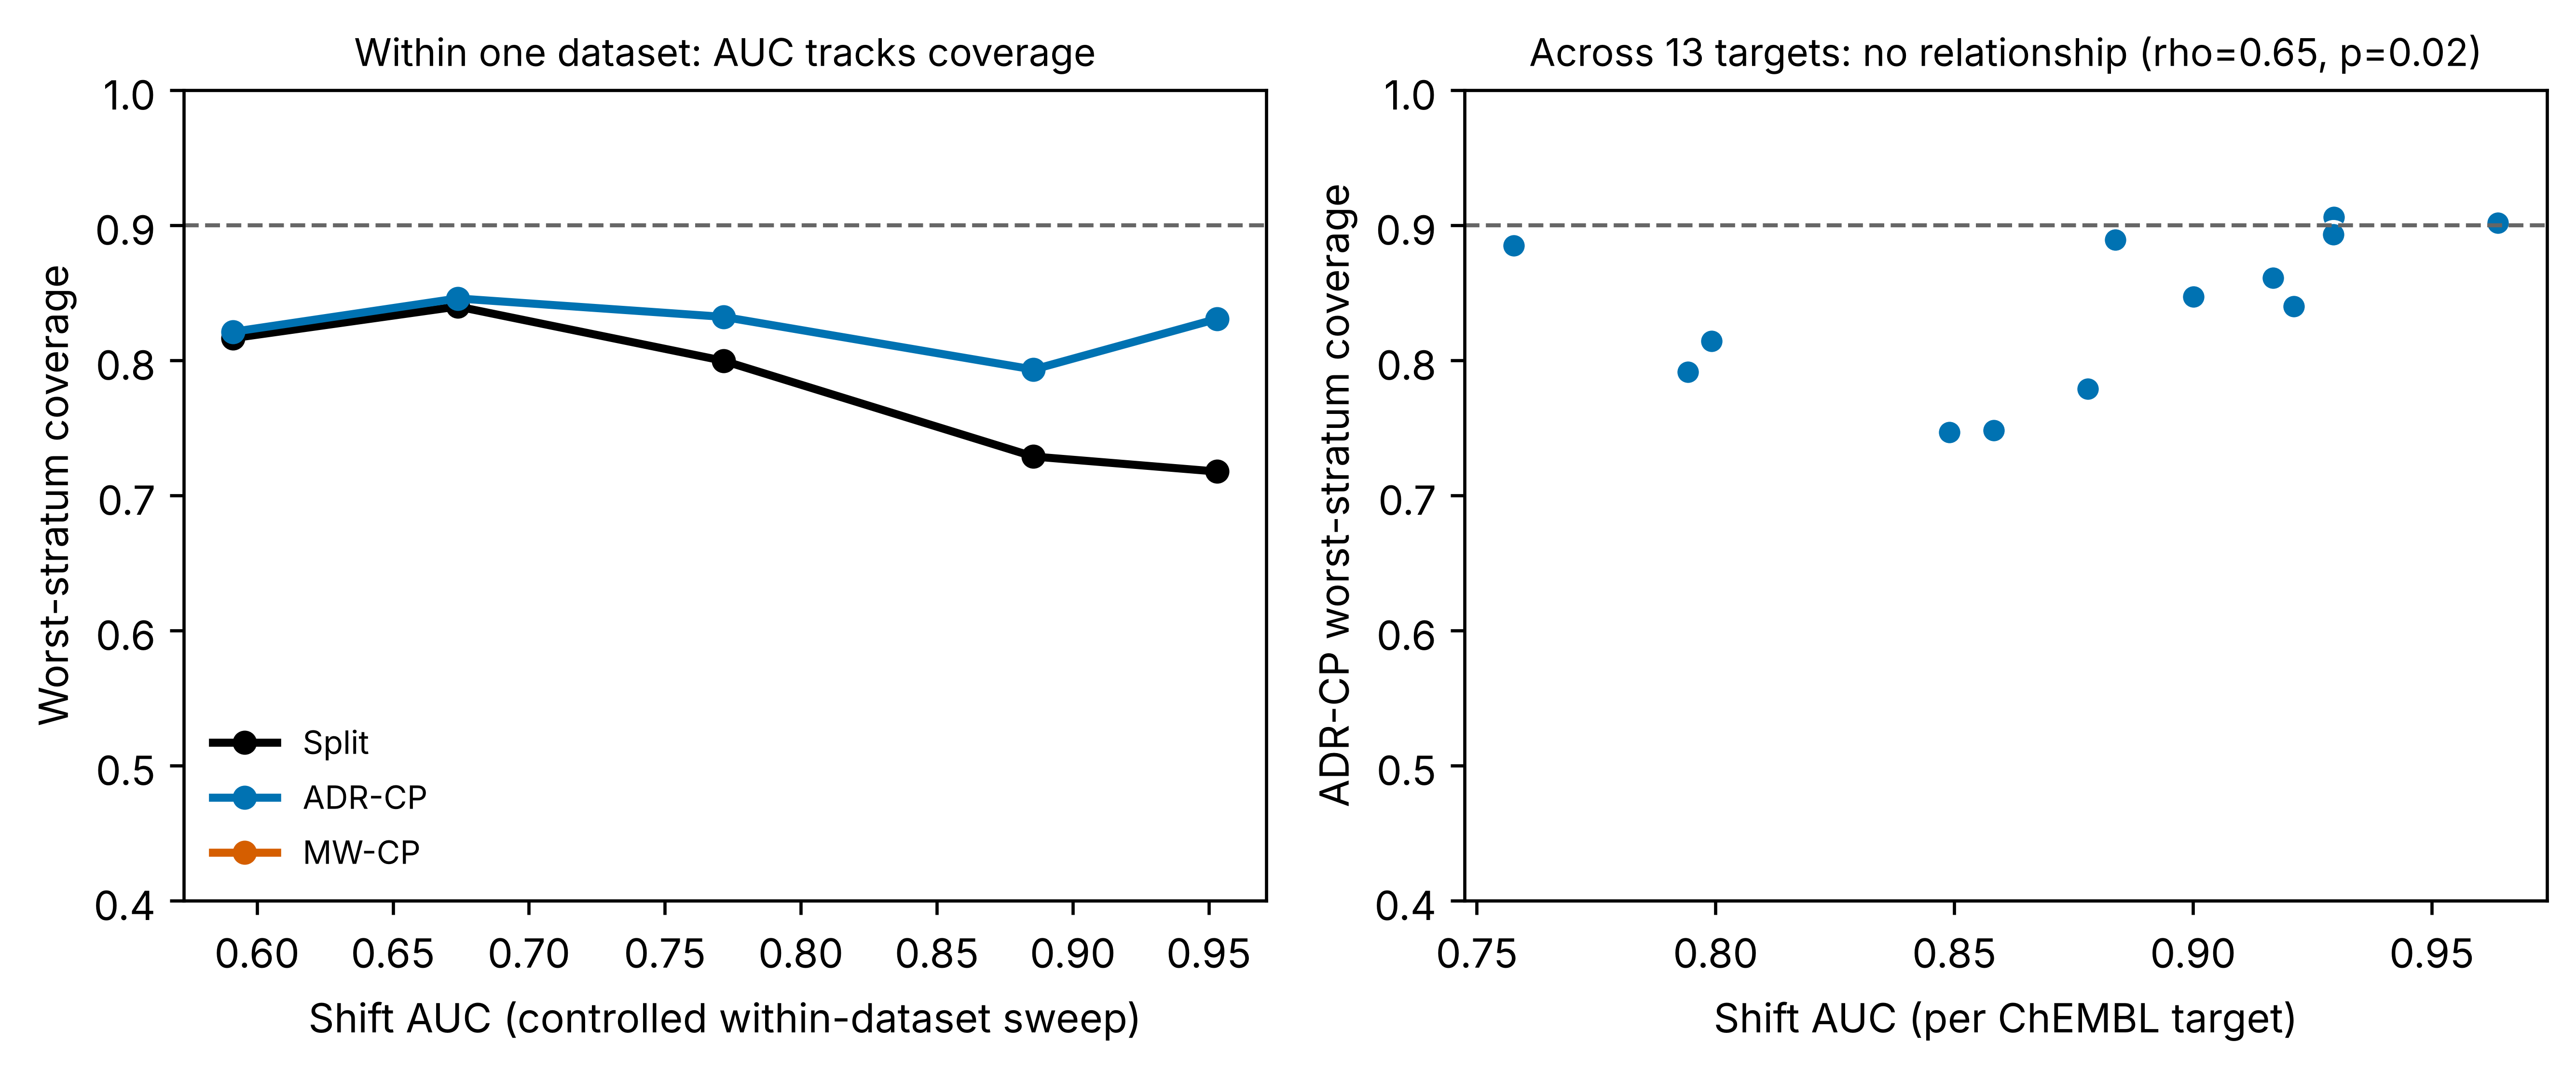 Within one dataset: AUC tracks coverage
Worst-stratum coverage
1.0
0.9
0.8
0.7
0.6
0.5
0.4
Split
ADR-CP
MW-CP
0.60 0.65 0.70 0.75 0.80 0.85 0.90 0.95
Shift AUC (controlled within-dataset sweep)
Across 13 targets: no relationship (rho=0.65, p=0.02)
ADR-CP worst-stratum coverage
1.0
0.9
0.8
0.7
0.6
0.5
0.4
0.75 0.80 0.85 0.90 0.95
Shift AUC (per ChEMBL target)